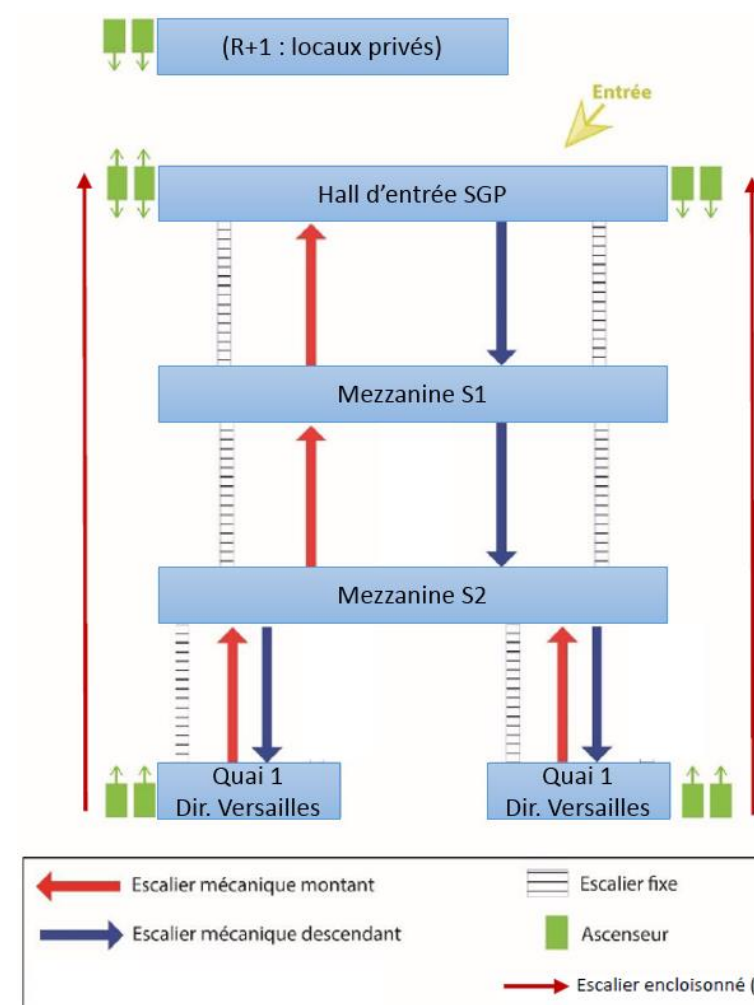 (R+1 : locaux privés)
Entrée
Hall d'entrée SGP
Mezzanine S1
Mezzanine S2
Quai 1
Dir. Versailles
Quai 1
Dir. Versailles
Escalier mécanique montant
Escalier fixe
Escalier mécanique descendant
Ascenseur
Escalier encloisonné (